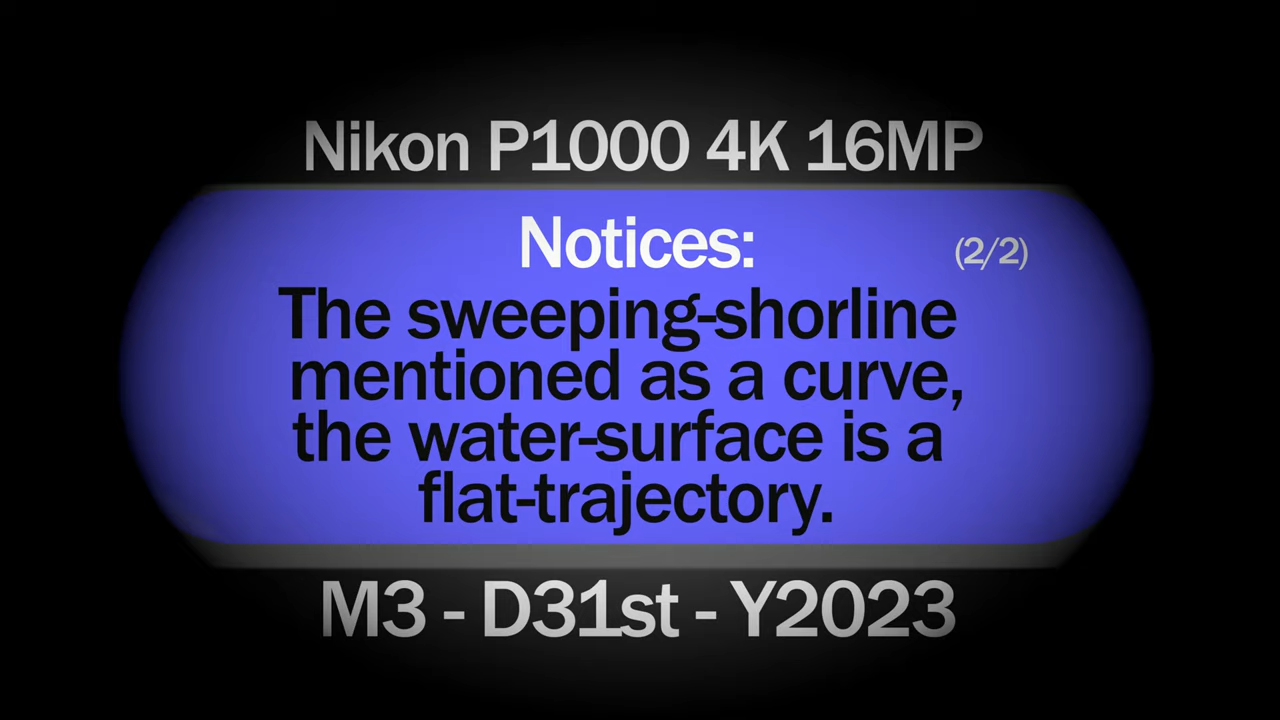 Nikon P1000 4K 16MP
Notices:
(2/2)
The sweeping-shorline
mentioned as a curve,
the water-surface is a
flat-trajectory.
M3 - D31st - Y2023